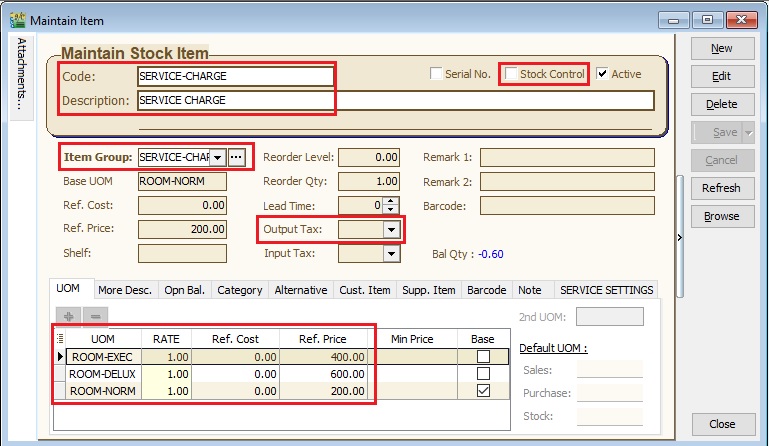 Maintain Item
Attachments...
Maintain Stock Item
Code: SERVICE-CHARGE Serial No. Stock Control Active
Description: SERVICE CHARGE
Item Group: SERVICE-CHAR Reorder Level: 0.00 Remark 1:
Base UOM ROOM-NORM Reorder Qty: 1.00 Remark 2:
Ref. Cost: 0.00 Lead Time: 0 Barcode:
Ref. Price: 200.00 Output Tax:
Shelf: Input Tax: Bal Qty : -0.60
UOM More Desc. Opn Bal. Category Alternative Cust. Item Supp. Item Barcode Note SERVICE SETTINGS
2nd UOM:
UOM RATE Ref. Cost Ref. Price Min Price Base
ROOM-EXEC 1.00 0.00 400.00
ROOM-DELUX 1.00 0.00 600.00
ROOM-NORM 1.00 0.00 200.00
Default UOM :
Sales:
Purchase:
Stock:
New
Edit
Delete
Save
Cancel
Refresh
Browse
Close